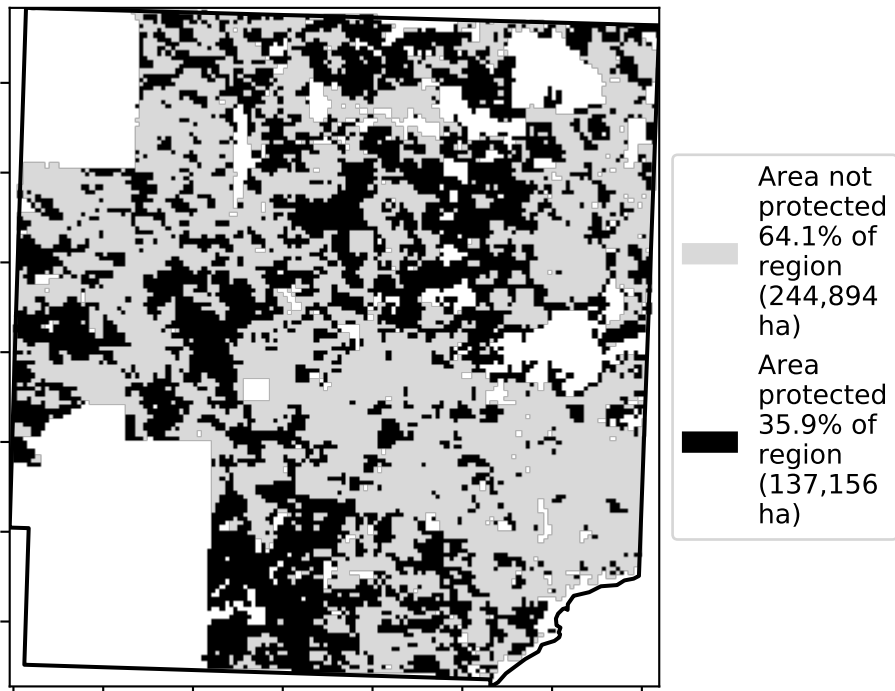 Area not
protected
64.1% of
region
(244,894
ha)
Area
protected
35.9% of
region
(137,156
ha)